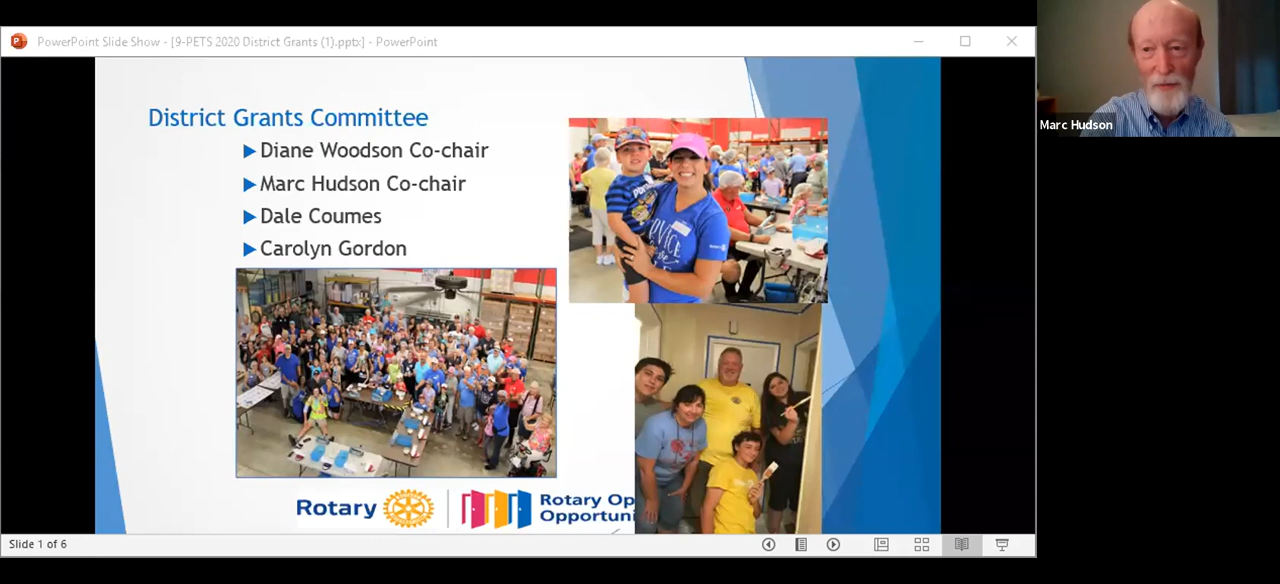 PowerPoint Slide Show - [9-PETS 2020 District Grants (1).ppt:] - PowerPoint
Marc Hudson
District Grants Committee
Diane Woodson Co-chair
Marc Hudson Co-chair
Dale Coumes
Carolyn Gordon
Rotary
Rotary Op
Opportuni
Slide 1 of 6